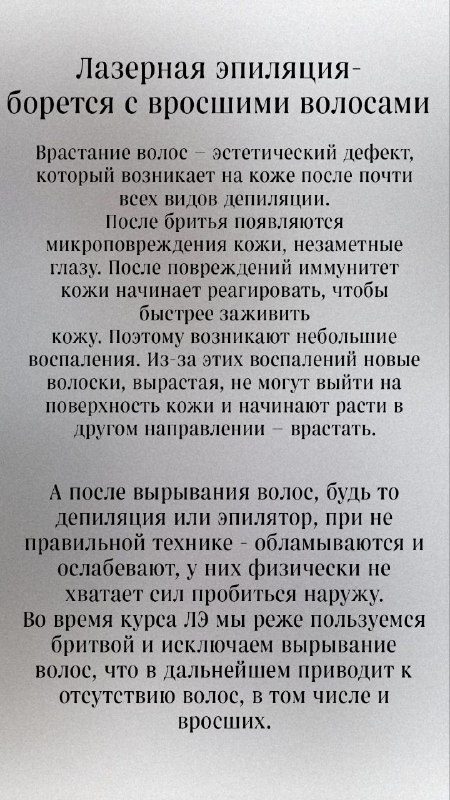 Лазерная эпиляция-
борется с вросшими волосами
Врастание волос – эстетический дефект,
который возникает на коже после почти
всех видов депиляции.
После бритья появляются
микроповреждения кожи, незаметные
глазу. После повреждений иммунитет
кожи начинает реагировать, чтобы
быстрее заживить
кожу. Поэтому возникают небольшие
воспаления. Из-за этих воспалений новые
волоски, вырастая, не могут выйти на
поверхность кожи и начинают расти в
другом направлении – врастать.
А после вырывания волос, будь то
депиляция или эпилятор, при не
правильной технике - обламываются и
ослабевают, у них физически не
хватает сил пробиться наружу.
Во время курса ЛЭ мы реже пользуемся
бритвой и исключаем вырывание
волос, что в дальнейшем приводит к
отсутствию волос, в том числе и
вросших.